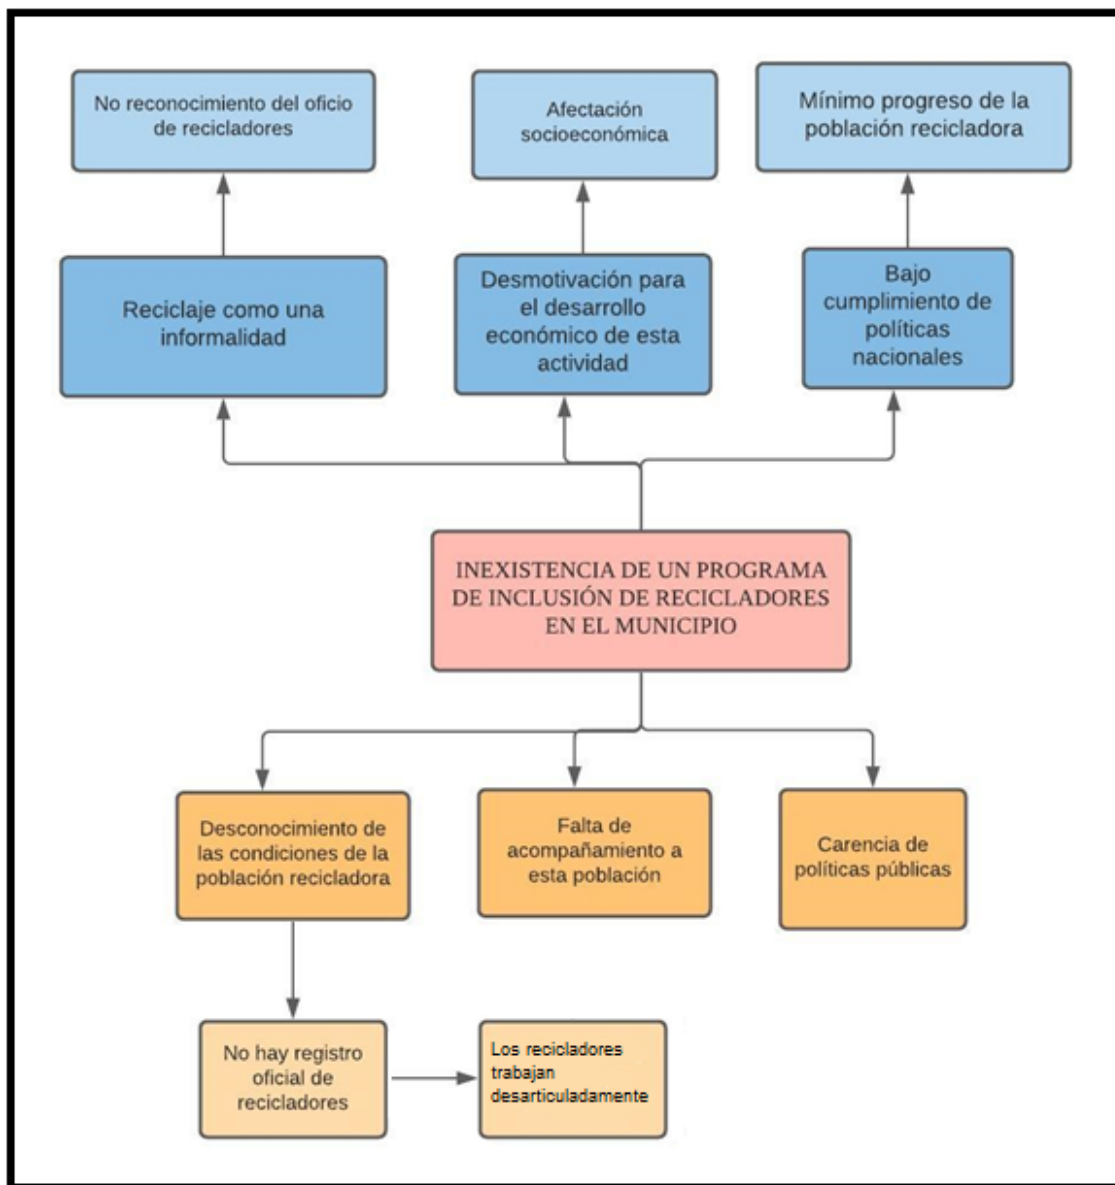 No reconocimiento del oficio
de recicladores
Afectación
socioeconómica
Mínimo progreso de la
población recicladora
Reciclaje como una
informalidad
Desmotivación para
el desarrollo
económico de esta
actividad
Bajo
cumplimiento de
políticas
nacionales
INEXISTENCIA DE UN PROGRAMA
DE INCLUSIÓN DE RECICLADORES
EN EL MUNICIPIO
Desconocimiento de
las condiciones de la
población recicladora
Falta de
acompañamiento a
esta población
Carencia de
políticas públicas
No hay registro
oficial de
recicladores
Los recicladores
trabajan
desarticuladamente